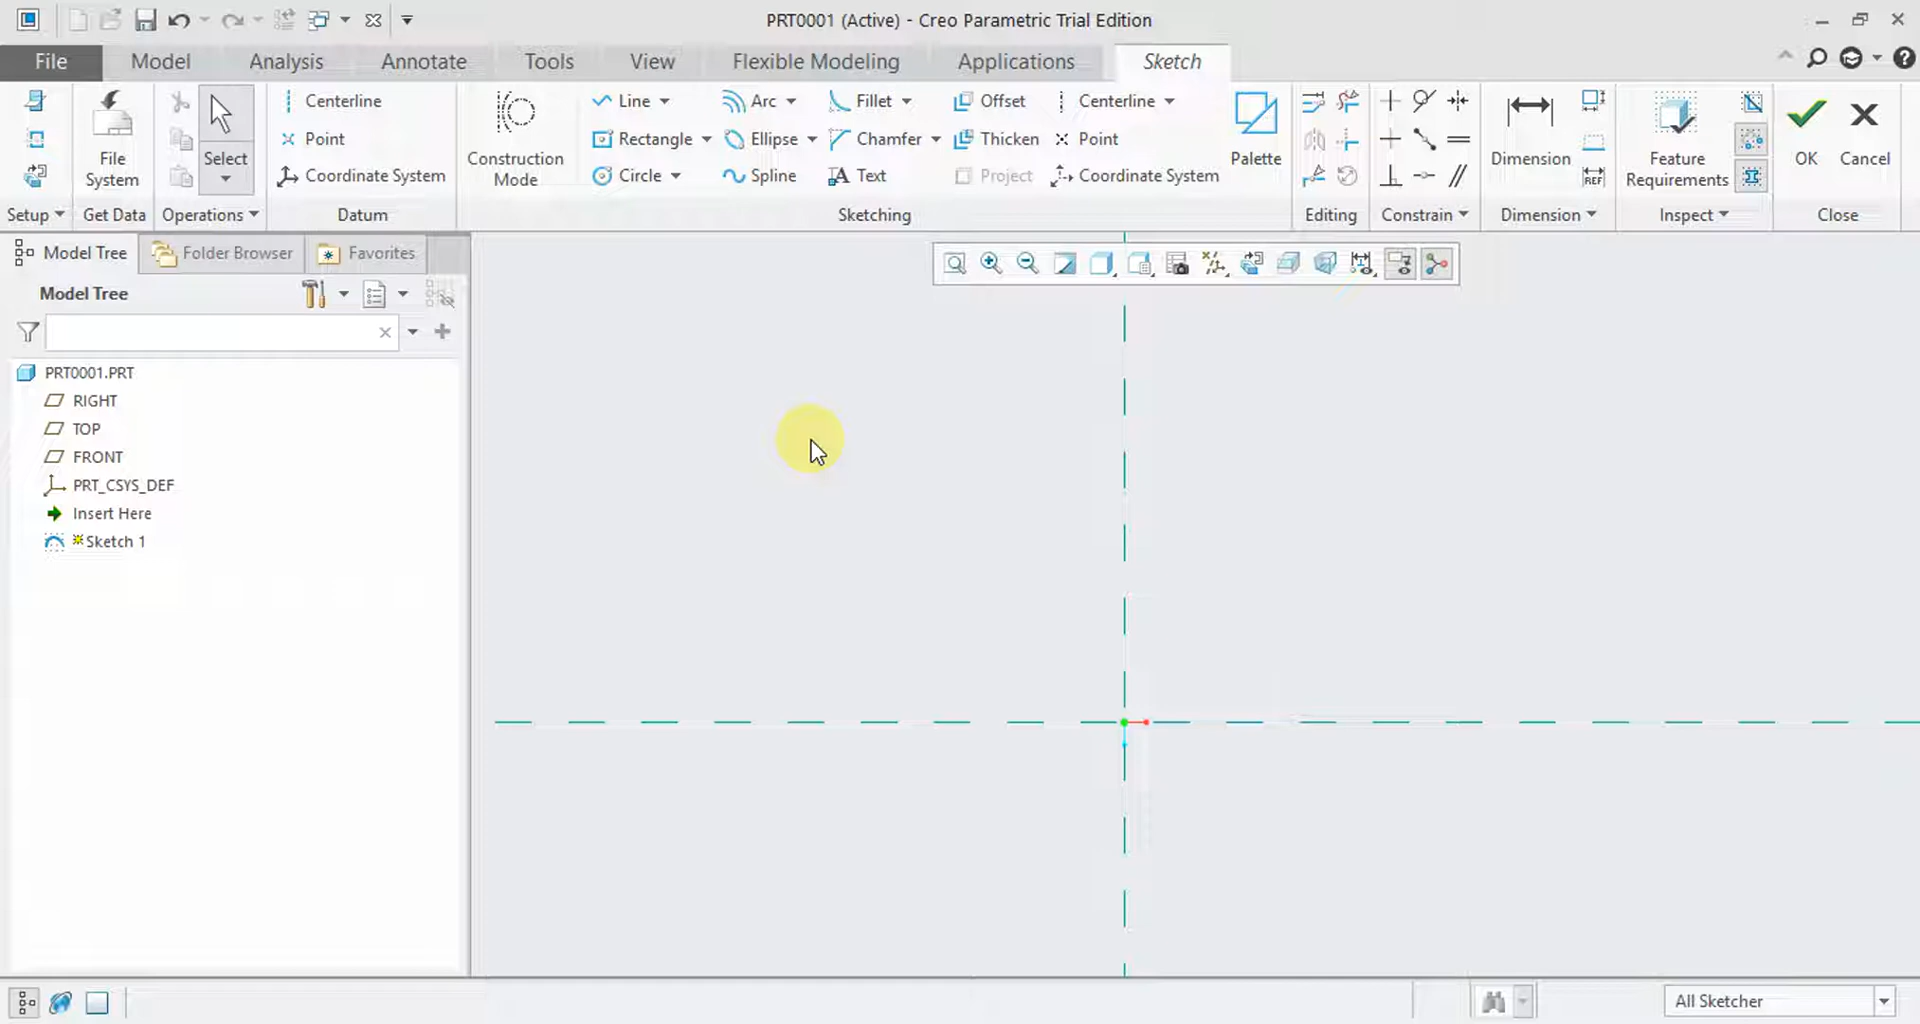 PRT0001 (Active) - Creo Parametric Trial Edition
File Model Analysis Annotate Tools View Flexible Modeling Applications Sketch
Centerline Line Arc Fillet Offset Centerline
Point Rectangle Ellipse Chamfer Thicken Point
Coordinate System Circle Spline Text Project Coordinate System
File System
Select
Construction Mode
Palette
Dimension
REF
Feature Requirements
OK Cancel
Setup Get Data Operations Datum Sketching Editing Constrain Dimension Inspect Close
Model Tree Folder Browser Favorites
Model Tree
PRT0001.PRT
RIGHT
TOP
FRONT
PRT_CSYS_DEF
Insert Here
Sketch 1
All Sketcher